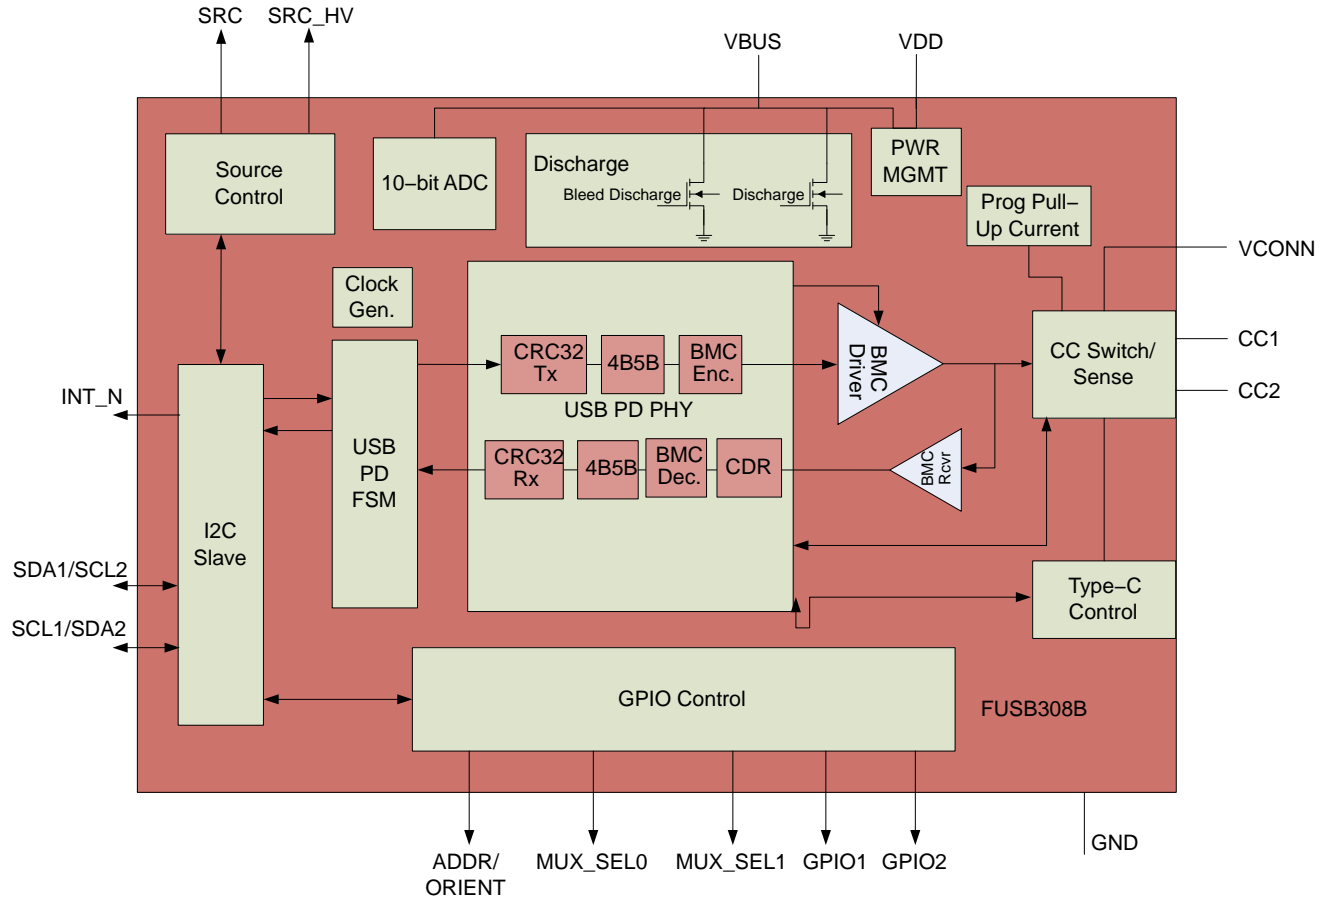 SRC
SRC_HV
VBUS
VDD
Source
Control
10−bit ADC
Discharge
Bleed Discharge
Discharge
PWR
MGMT
Prog Pull−
Up Current
VCONN
Clock
Gen.
CRC32
Tx
4B5B
BMC
Enc.
BMC
Driver
CC Switch/
Sense
CC1
CC2
INT_N
USB PD PHY
USB
PD
FSM
CRC32
Rx
4B5B
BMC
Dec.
CDR
BMC
Rcvr
I2C
Slave
SDA1/SCL2
SCL1/SDA2
Type−C
Control
GPIO Control
FUSB308B
GND
ADDR/
ORIENT
MUX_SEL0
MUX_SEL1
GPIO1
GPIO2